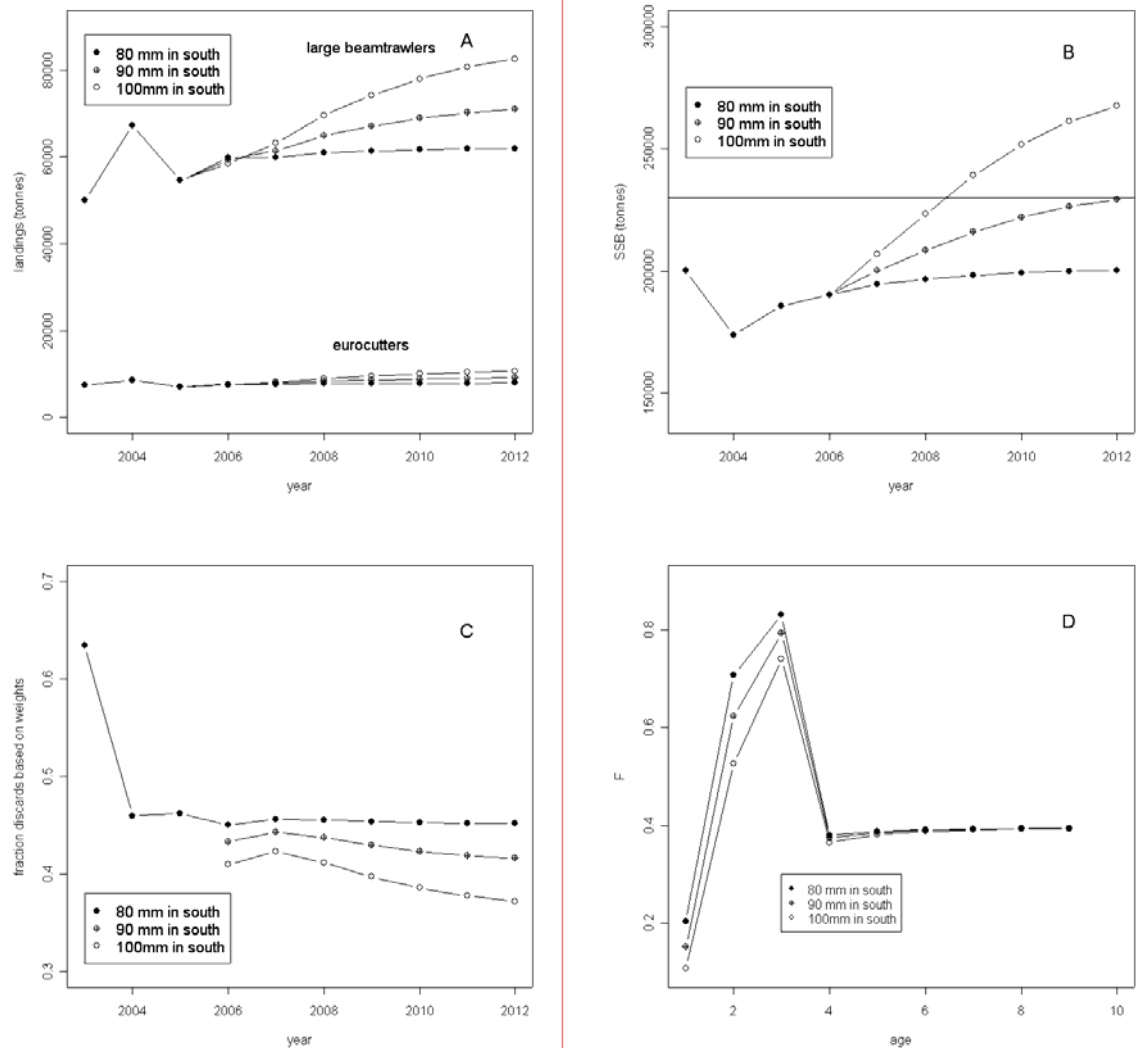 A
large beamtrawlers
80 mm in south
90 mm in south
100mm in south
eurocutters
landings (tonnes)
0
20000
40000
60000
80000
2004
2006
2008
2010
2012
year
B
80 mm in south
90 mm in south
100mm in south
SSB (tonnes)
150000
200000
250000
300000
2004
2006
2008
2010
2012
year
C
80 mm in south
90 mm in south
100mm in south
fraction discards based on weights
0.3
0.4
0.5
0.6
0.7
2004
2006
2008
2010
2012
year
D
80 mm in south
90 mm in south
100mm in south
F
0.2
0.4
0.6
0.8
2
4
6
8
10
age